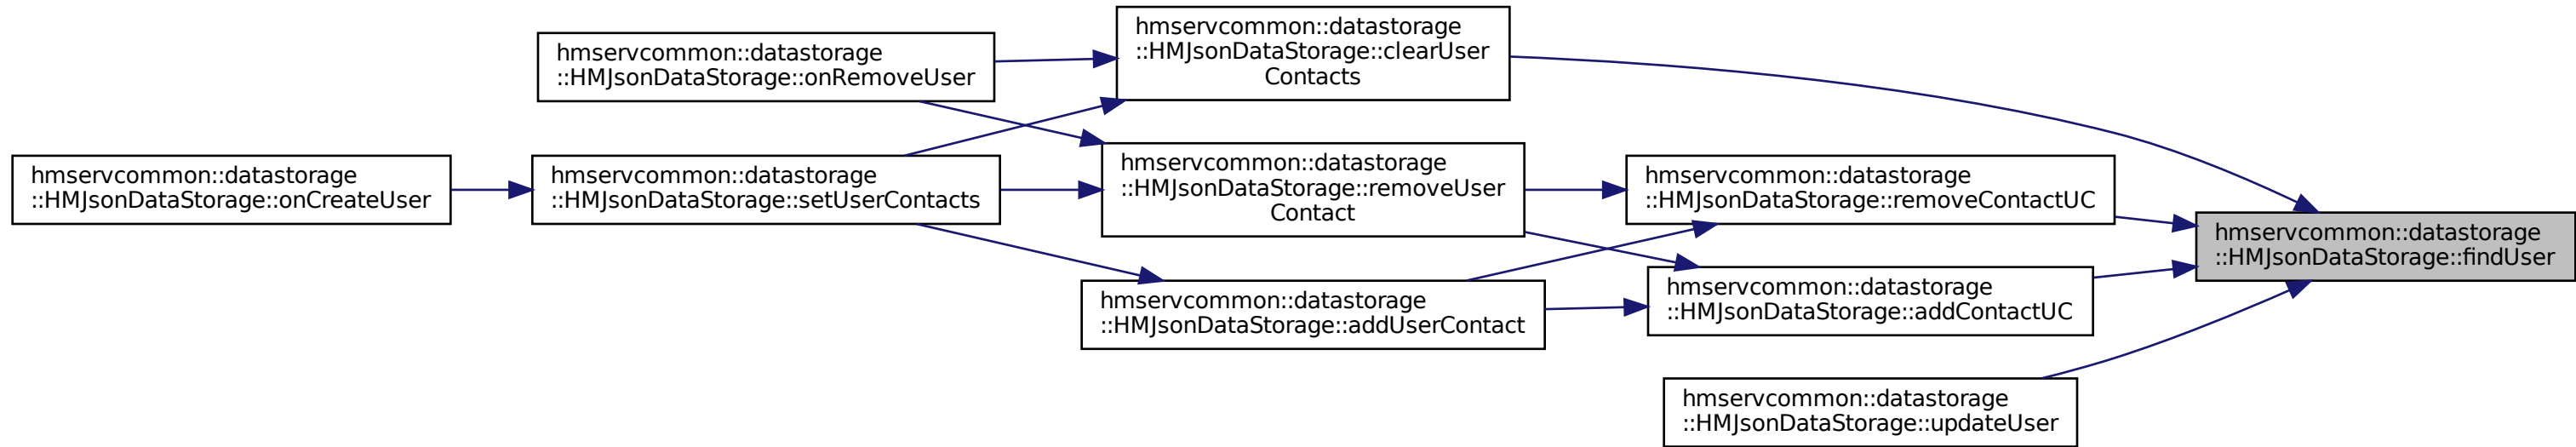 hmservcommon::datastorage
::HMJsonDataStorage::onCreateUser
hmservcommon::datastorage
::HMJsonDataStorage::onRemoveUser
hmservcommon::datastorage
::HMJsonDataStorage::setUserContacts
hmservcommon::datastorage
::HMJsonDataStorage::clearUser
Contacts
hmservcommon::datastorage
::HMJsonDataStorage::removeUser
Contact
hmservcommon::datastorage
::HMJsonDataStorage::addUserContact
hmservcommon::datastorage
::HMJsonDataStorage::removeContactUC
hmservcommon::datastorage
::HMJsonDataStorage::addContactUC
hmservcommon::datastorage
::HMJsonDataStorage::updateUser
hmservcommon::datastorage
::HMJsonDataStorage::findUser